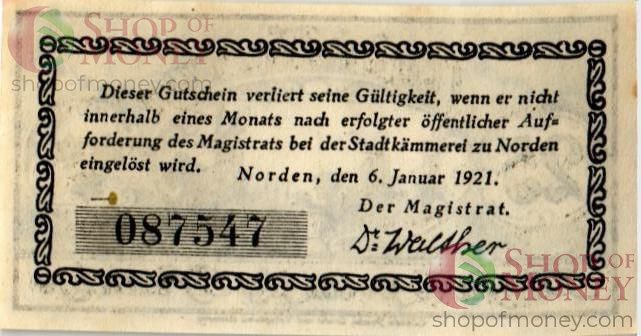 SHOP OF
MONEY
shopofmoney.com
Dieser Gutschein verliert seine Gültigkeit, wenn er nicht
innerhalb eines Monats nach erfolgter öffentlicher Auf=
forderung des Magistrats bei der Stadtkämmerei zu Norden
eingelöst wird.
Norden, den 6. Januar 1921.
Der Magistrat.
087547
Dr. Walther
SHOP OF
MONEY
shopofmoney.com